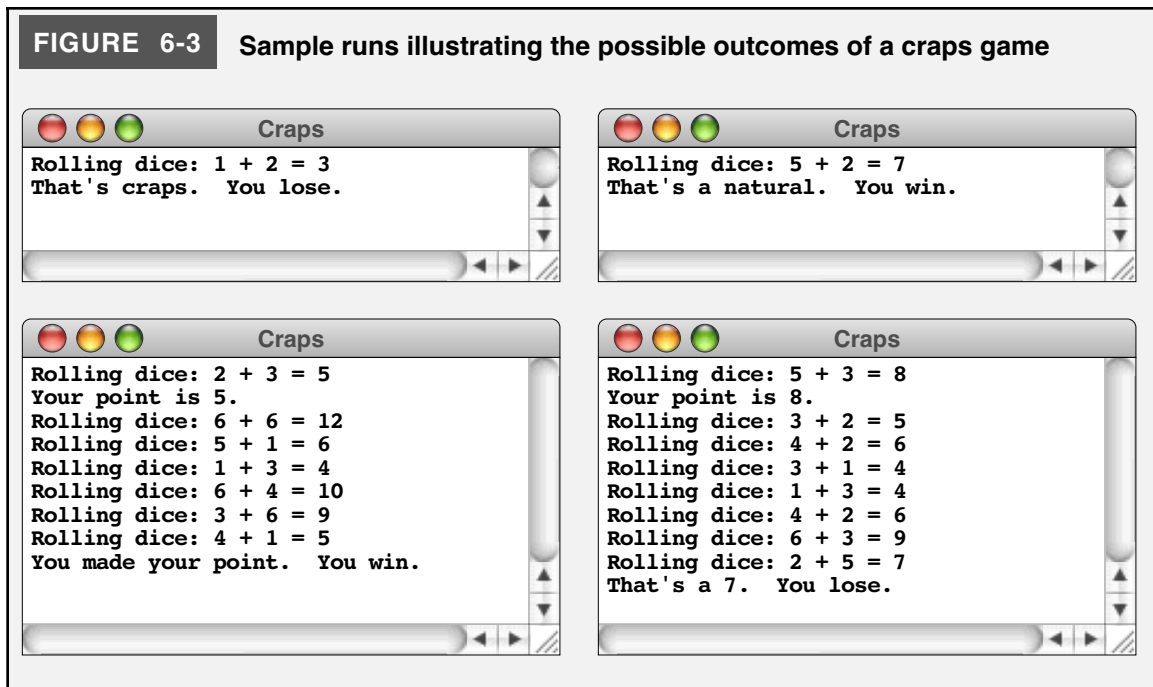 FIGURE 6-3 Sample runs illustrating the possible outcomes of a craps game
Craps
Rolling dice: 1 + 2 = 3
That's craps.  You lose.
Craps
Rolling dice: 5 + 2 = 7
That's a natural.  You win.
Craps
Rolling dice: 2 + 3 = 5
Your point is 5.
Rolling dice: 6 + 6 = 12
Rolling dice: 5 + 1 = 6
Rolling dice: 1 + 3 = 4
Rolling dice: 6 + 4 = 10
Rolling dice: 3 + 6 = 9
Rolling dice: 4 + 1 = 5
You made your point.  You win.
Craps
Rolling dice: 5 + 3 = 8
Your point is 8.
Rolling dice: 3 + 2 = 5
Rolling dice: 4 + 2 = 6
Rolling dice: 3 + 1 = 4
Rolling dice: 1 + 3 = 4
Rolling dice: 4 + 2 = 6
Rolling dice: 6 + 3 = 9
Rolling dice: 2 + 5 = 7
That's a 7.  You lose.